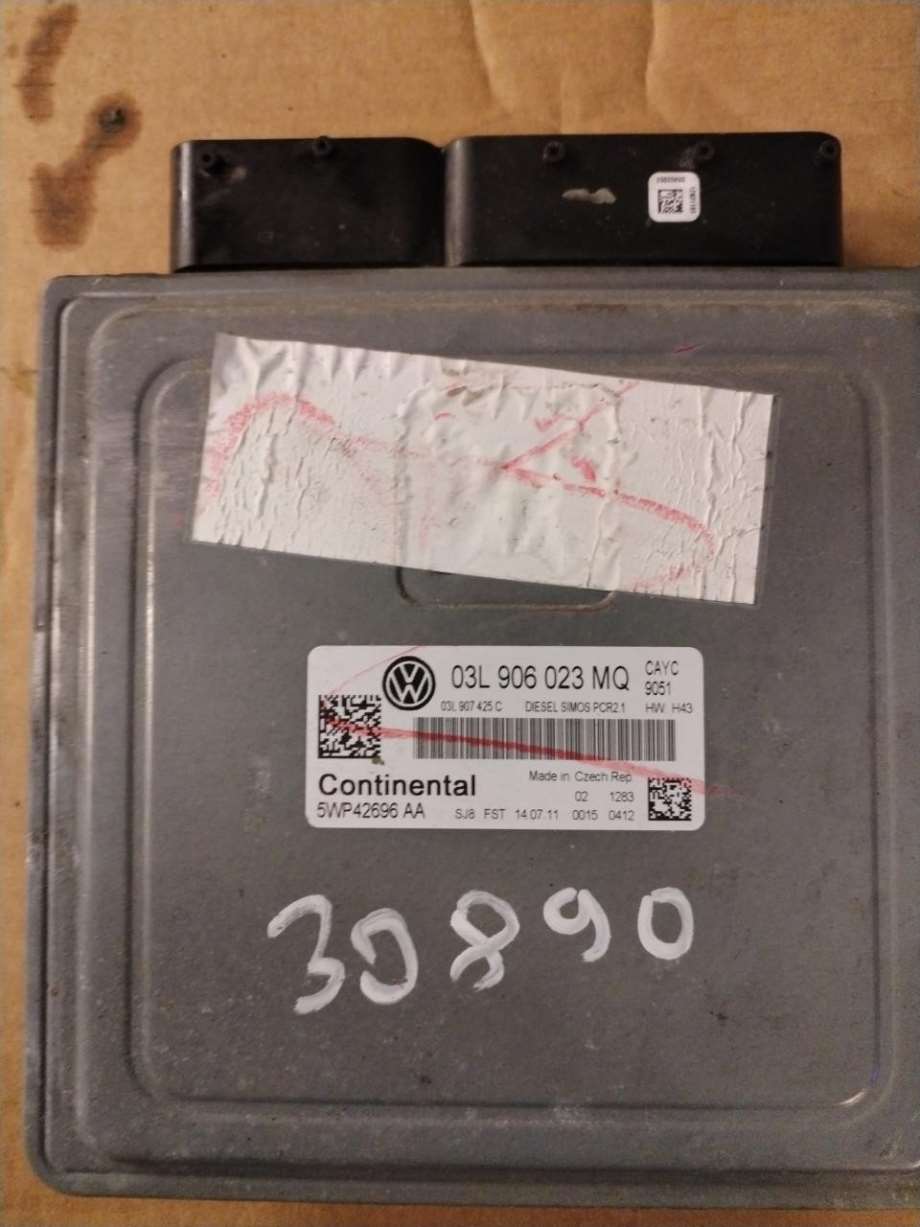 03L 906 023 MQ
CAYC
9051
03L 907 425 C DIESEL SIMOS PCR2.1 HW H43
Continental
Made in Czech Rep.
02 1283
5WP42696 AA SJ8 FST 14.07.11 0015 0412
39890